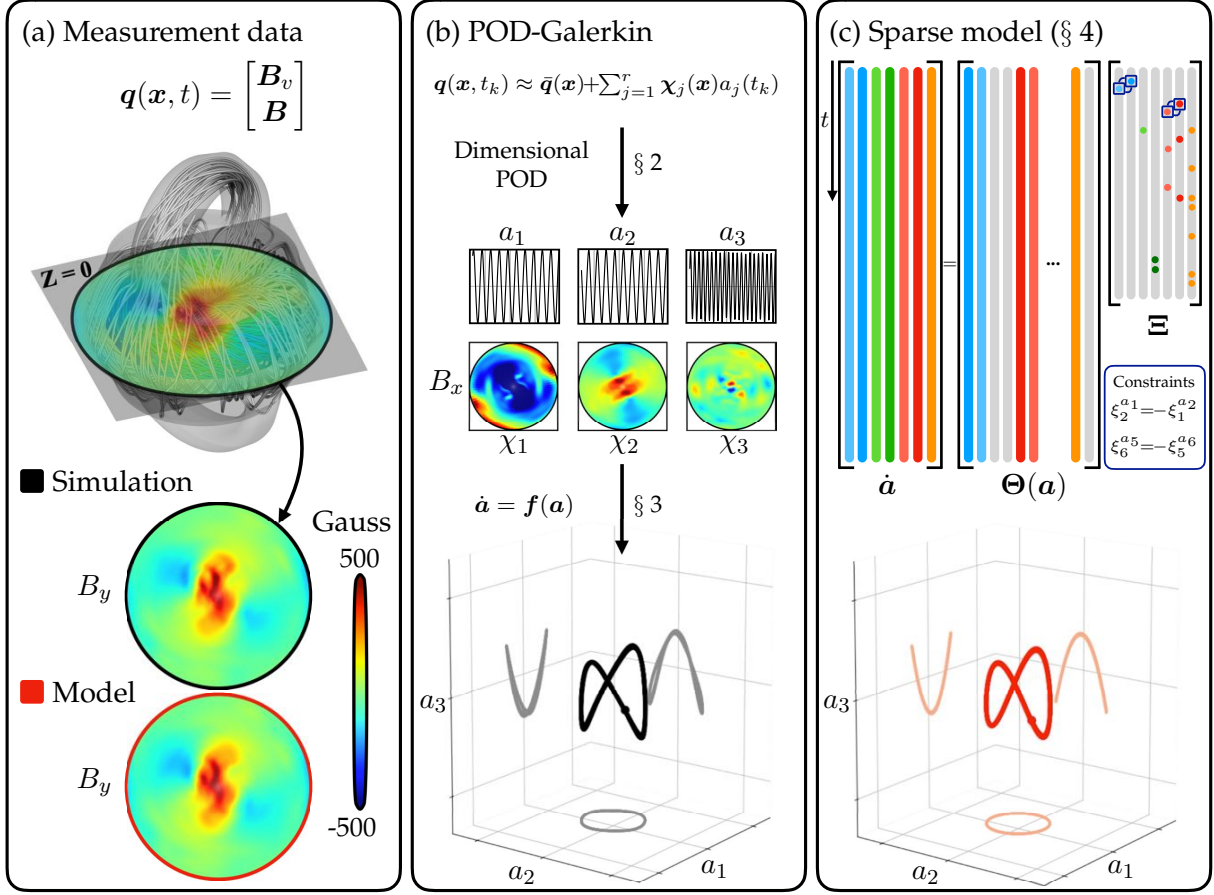 (a) Measurement data
q(x, t) = [B_v
B]
Z = 0
Simulation
Gauss
500
B_y
Model
B_y
-500
(b) POD-Galerkin
q(x, t_k) ≈ q̄(x)+∑_{j=1}^{r} χ_j(x)a_j(t_k)
Dimensional
POD
§ 2
a_1 a_2 a_3
B_x
χ_1 χ_2 χ_3
ȧ = f(a)
§ 3
a_3
a_2
a_1
(c) Sparse model (§ 4)
t
=
...
Ξ
Constraints
ξ_2^{a_1}=−ξ_1^{a_2}
ξ_6^{a_5}=−ξ_5^{a_6}
ȧ
Θ(a)
a_3
a_2
a_1